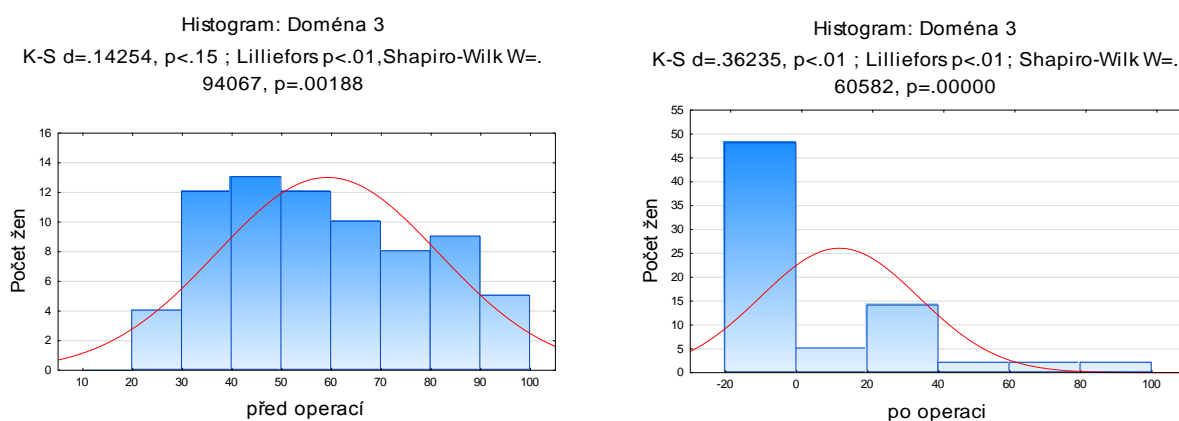 Histogram: Doména 3
K-S d=.14254, p<.15 ; Lilliefors p<.01,Shapiro-Wilk W=.
94067, p=.00188
16
14
12
10
8
6
4
2
0
Počet žen
10 20 30 40 50 60 70 80 90 100
před operací
Histogram: Doména 3
K-S d=.36235, p<.01 ; Lilliefors p<.01; Shapiro-Wilk W=.
60582, p=.00000
55
50
45
40
35
30
25
20
15
10
5
0
Počet žen
-20 0 20 40 60 80 100
po operaci